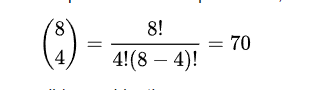 (8 4) = 8! / 4!(8 − 4)! = 70